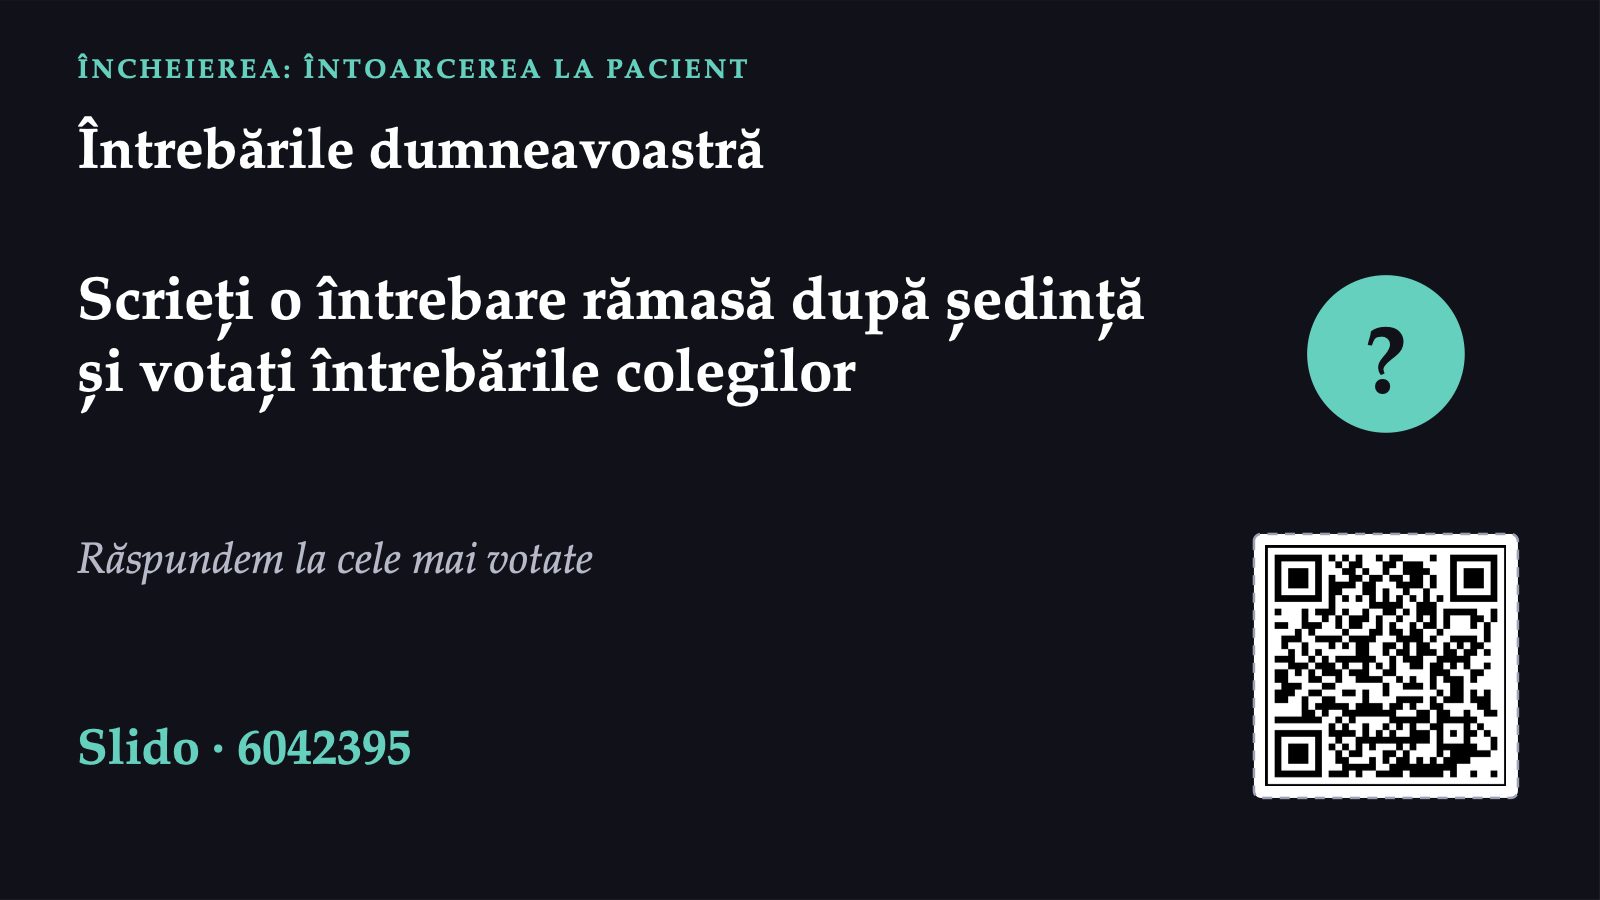 ÎNCHEIEREA: ÎNTOARCEREA LA PACIENT
Întrebările dumneavoastră
Scrieți o întrebare rămasă după ședință
și votați întrebările colegilor
?
Răspundem la cele mai votate
Slido · 6042395